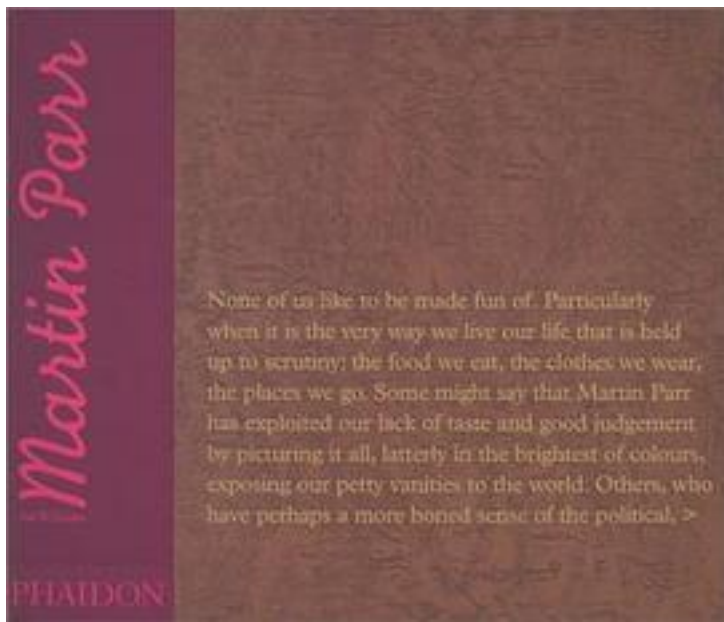 Martin Parr
PHAIDON
None of us like to be made fun of. Particularly
when it is the very way we live our life that is held
up to scrutiny: the food we eat, the clothes we wear,
the places we go. Some might say that Martin Parr
has exploited our lack of taste and good judgement
by picturing it all, latterly in the brightest of colours,
exposing our petty vanities to the world. Others, who
have perhaps a more honed sense of the political, >